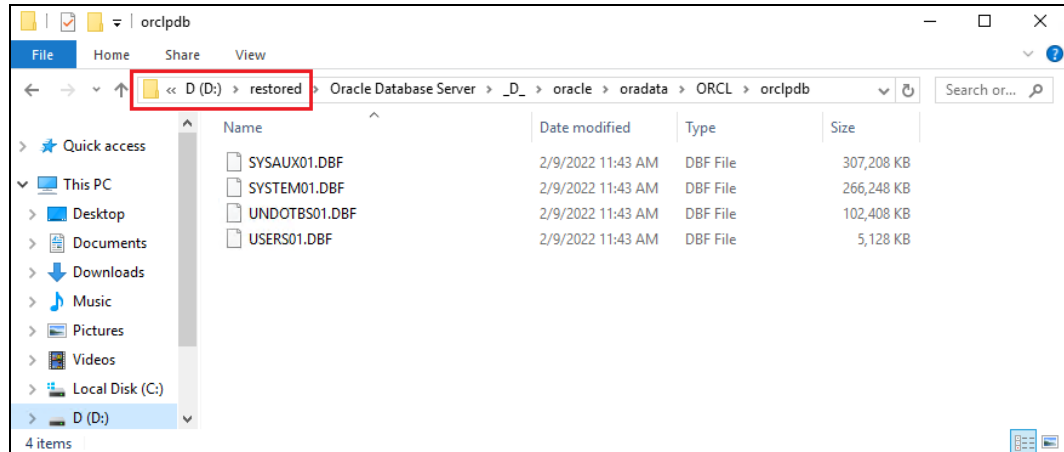 orclpdb
File Home Share View
« D (D:) > restored > Oracle Database Server > _D_ > oracle > oradata > ORCL > orclpdb Search or...
Name Date modified Type Size
Quick access
This PC
Desktop
Documents
Downloads
Music
Pictures
Videos
Local Disk (C:)
D (D:)
SYSAUX01.DBF 2/9/2022 11:43 AM DBF File 307,208 KB
SYSTEM01.DBF 2/9/2022 11:43 AM DBF File 266,248 KB
UNDOTBS01.DBF 2/9/2022 11:43 AM DBF File 102,408 KB
USERS01.DBF 2/9/2022 11:43 AM DBF File 5,128 KB
4 items